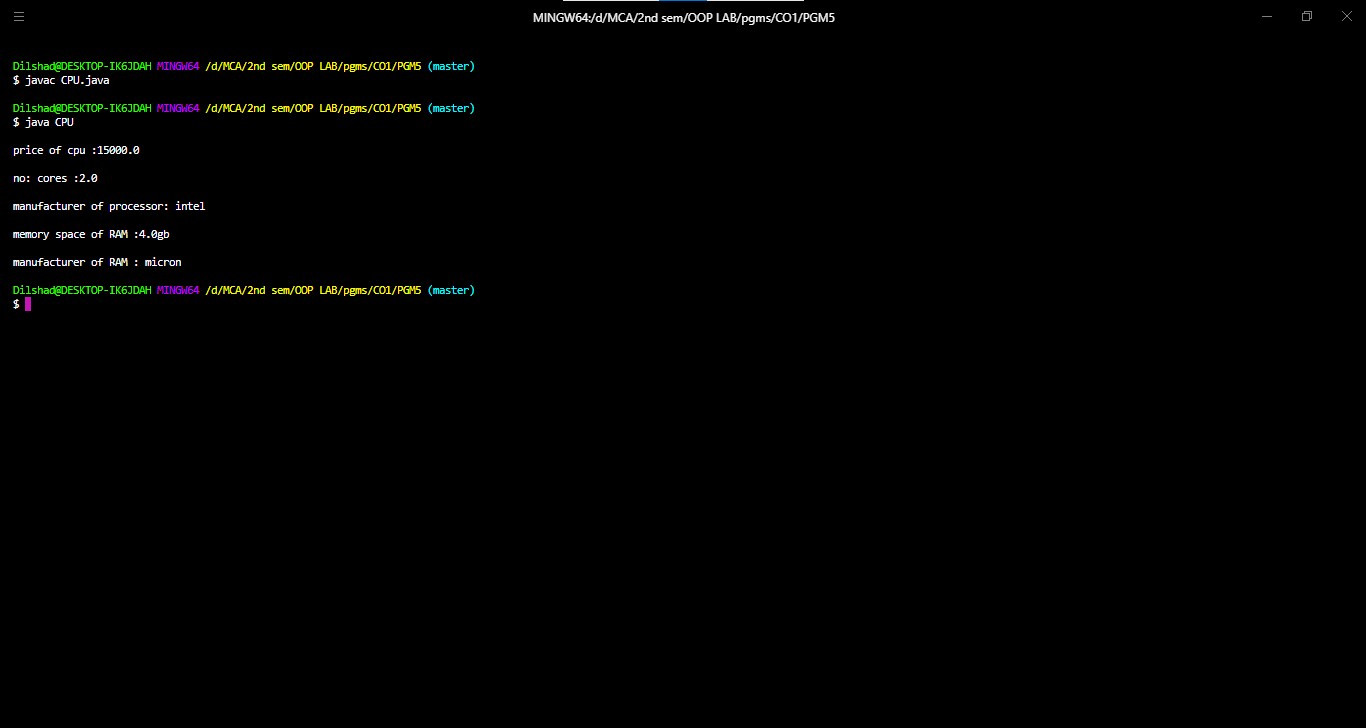 MINGW64:/d/MCA/2nd sem/OOP LAB/pgms/CO1/PGM5
Dilshad@DESKTOP-IK6JDAH MINGW64 /d/MCA/2nd sem/OOP LAB/pgms/CO1/PGM5 (master)
$ javac CPU.java
Dilshad@DESKTOP-IK6JDAH MINGW64 /d/MCA/2nd sem/OOP LAB/pgms/CO1/PGM5 (master)
$ java CPU
price of cpu :15000.0
no: cores :2.0
manufacturer of processor: intel
memory space of RAM :4.0gb
manufacturer of RAM : micron
Dilshad@DESKTOP-IK6JDAH MINGW64 /d/MCA/2nd sem/OOP LAB/pgms/CO1/PGM5 (master)
$